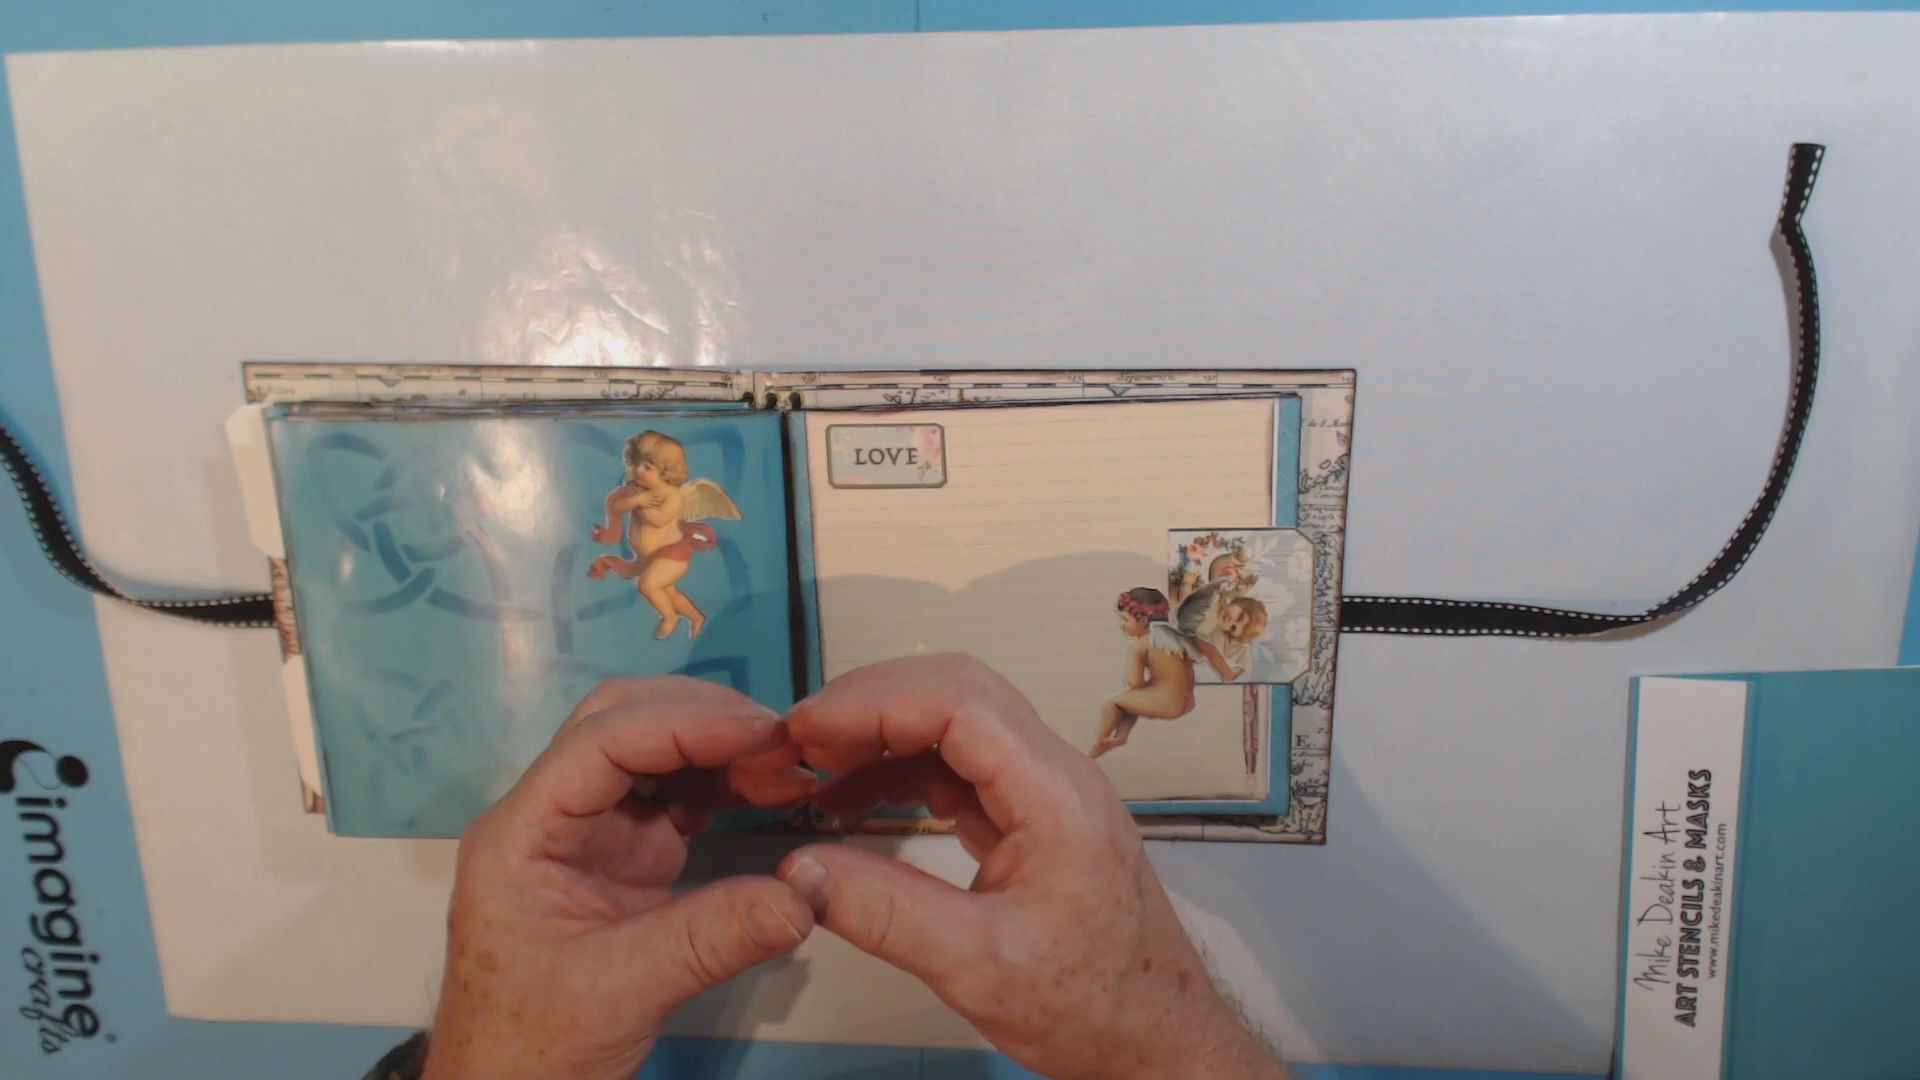 LOVE
E.
imagine
crafts
Mike Deakin Art
ART STENCILS & MASKS
www.mikedeakinart.com